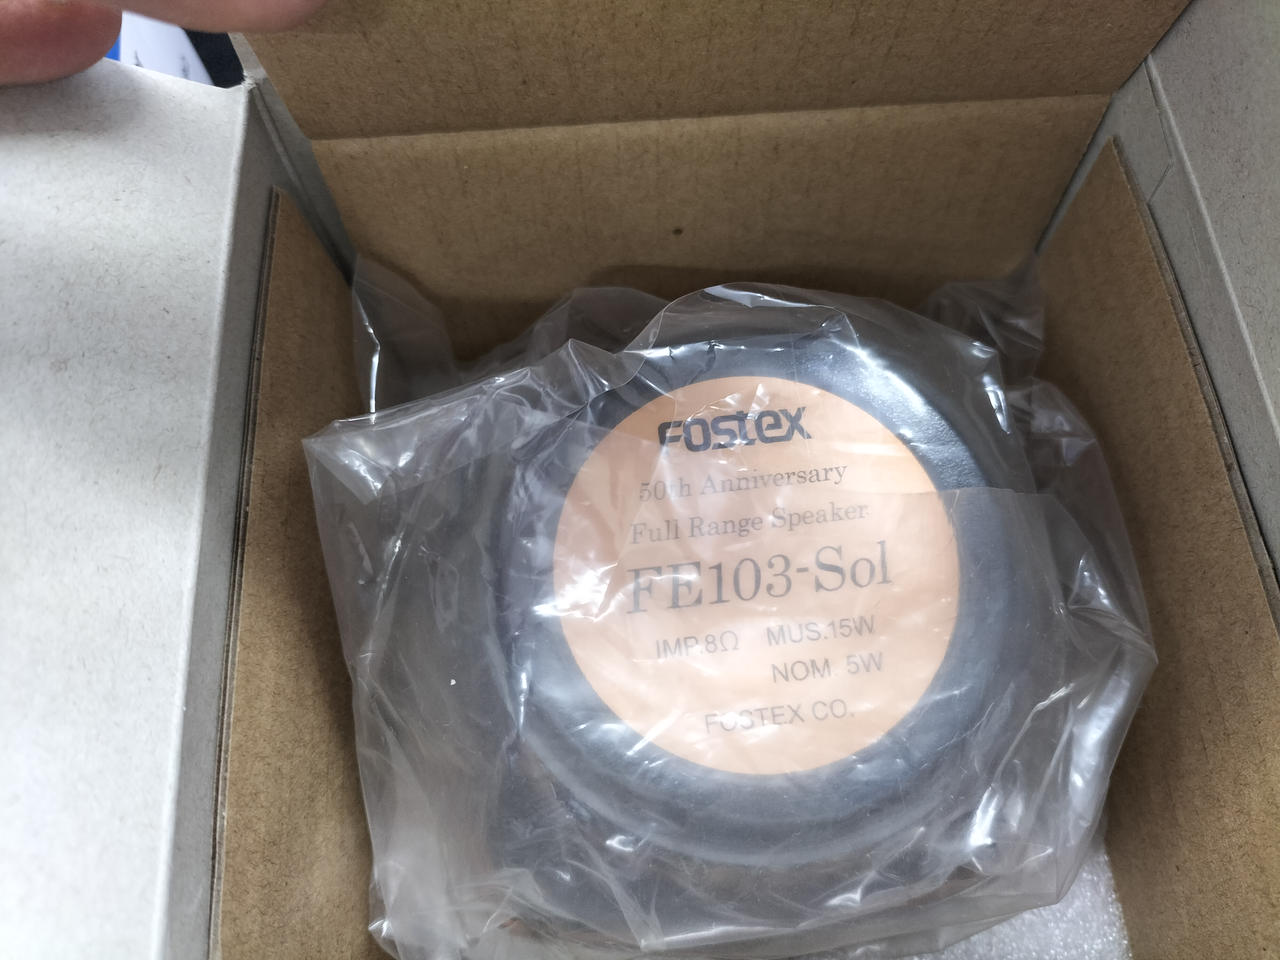 Fostex
50th Anniversary
Full Range Speaker
FE103-Sol
IMP.8Ω MUS.15W
NOM. 5W
FOSTEX CO.